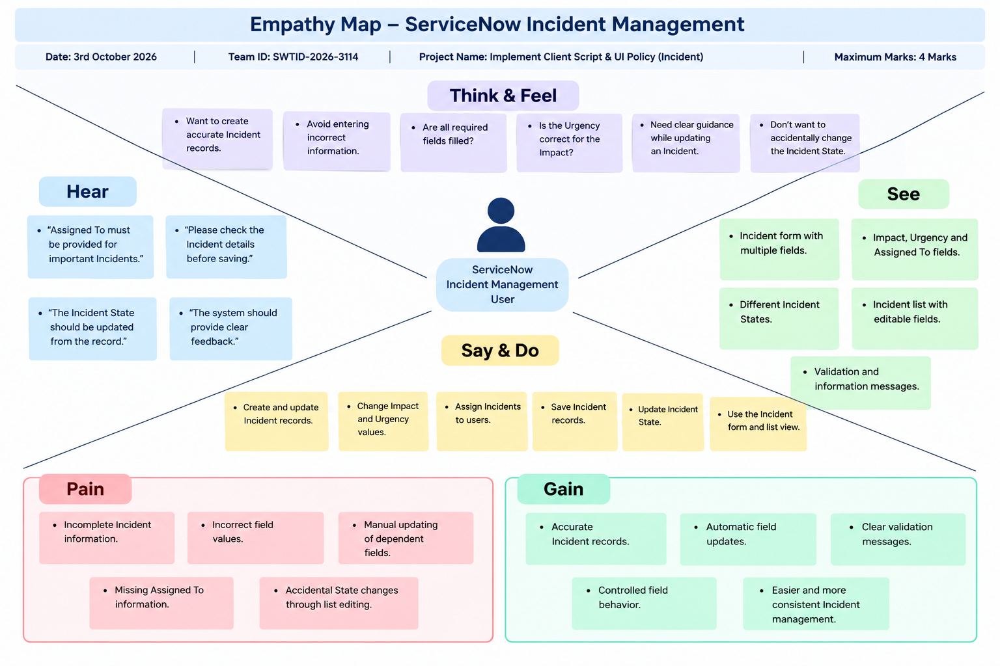 Empathy Map – ServiceNow Incident Management
Date: 3rd October 2026 | Team ID: SWTID-2026-3114 | Project Name: Implement Client Script & UI Policy (Incident) | Maximum Marks: 4 Marks
Think & Feel
• Want to create
accurate Incident
records.
• Avoid entering
incorrect
information.
• Are all required
fields filled?
• Is the Urgency
correct for the
Impact?
• Need clear guidance
while updating
an Incident.
• Don’t want to
accidentally change
the Incident State.
Hear
• “Assigned To must
be provided for
important Incidents.”
• “Please check the
Incident details
before saving.”
• “The Incident State
should be updated
from the record.”
• “The system should
provide clear
feedback.”
ServiceNow
Incident Management
User
See
• Incident form with
multiple fields.
• Impact, Urgency and
Assigned To fields.
• Different Incident
States.
• Incident list with
editable fields.
• Validation and
information messages.
Say & Do
• Create and update
Incident records.
• Change Impact
and Urgency
values.
• Assign Incidents
to users.
• Save Incident
records.
• Update Incident
State.
• Use the Incident
form and list view.
Pain
• Incomplete Incident
information.
• Incorrect field
values.
• Manual updating
of dependent
fields.
• Missing Assigned To
information.
• Accidental State changes
through list editing.
Gain
• Accurate
Incident records.
• Automatic field
updates.
• Clear validation
messages.
• Controlled field
behavior.
• Easier and more
consistent Incident
management.